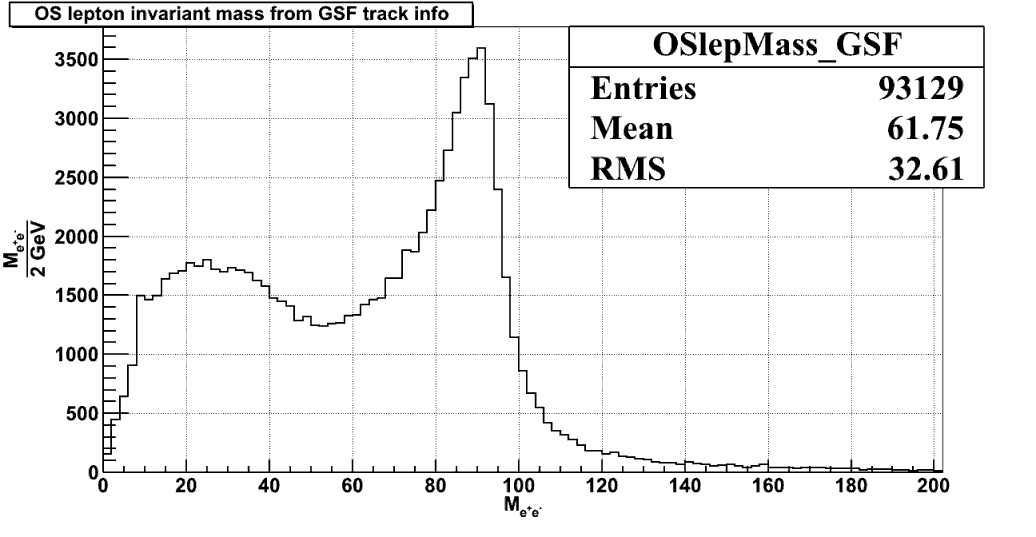 OS lepton invariant mass from GSF track info
OSlepMass_GSF
Entries 93129
Mean 61.75
RMS 32.61
3500
3000
2500
2000
1500
1000
500
0
M_e⁺e⁻
2 GeV
0 20 40 60 80 100 120 140 160 180 200
M_e⁺e⁻